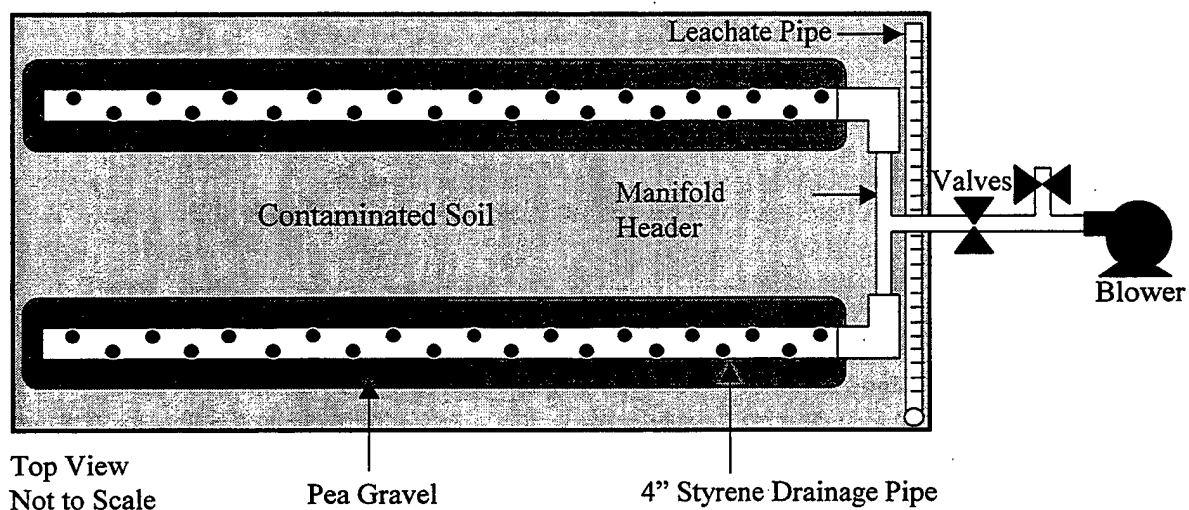 Leachate Pipe
Contaminated Soil
Manifold
Header
Valves
Blower
Top View
Not to Scale
Pea Gravel
4” Styrene Drainage Pipe